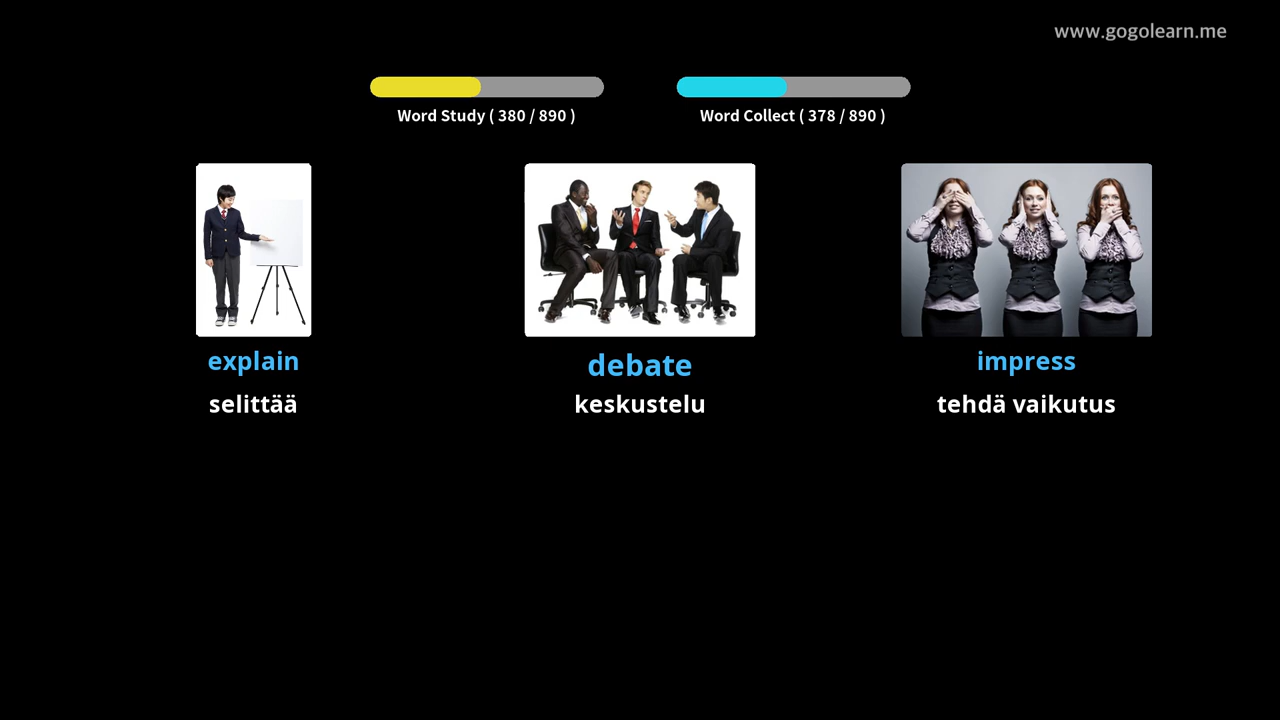 www.gogolearn.me
Word Study ( 380 / 890 )
Word Collect ( 378 / 890 )
explain
debate
impress
selittää
keskustelu
tehdä vaikutus